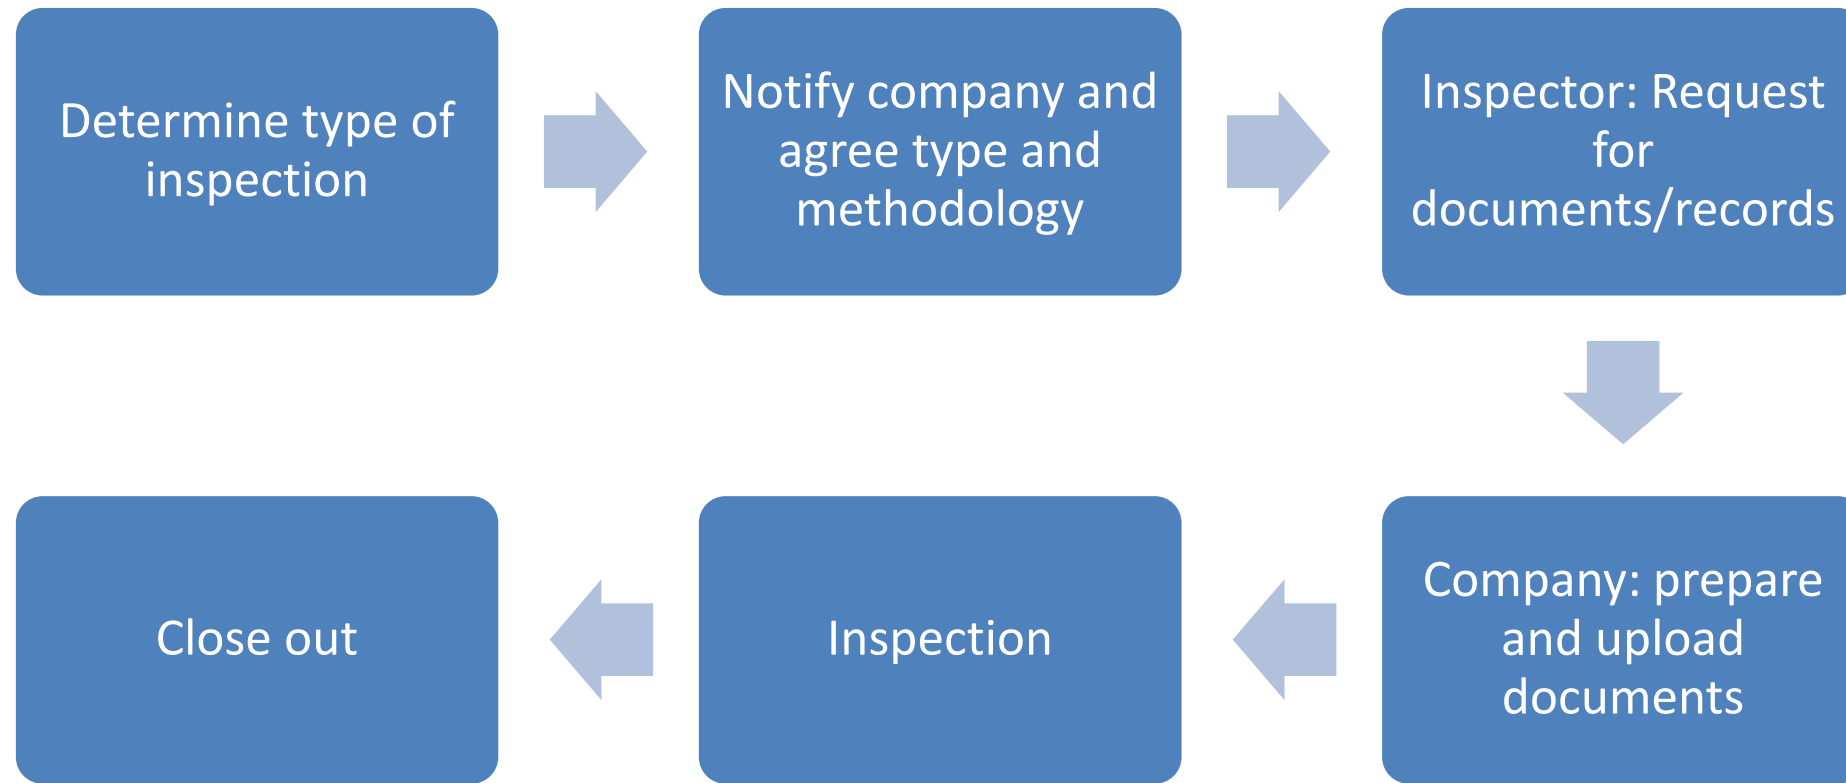 Determine type of
inspection
Notify company and
agree type and
methodology
Inspector: Request
for
documents/records
Company: prepare
and upload
documents
Inspection
Close out